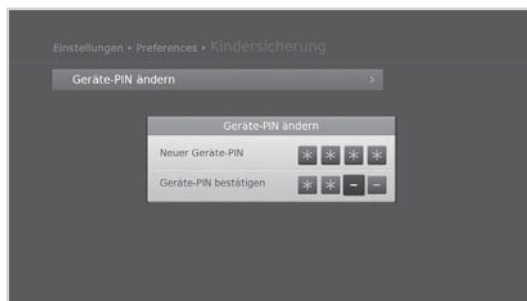 Einstellungen • Preferences • Kindersicherung
Geräte-PIN ändern >
Geräte-PIN ändern
Neuer Geräte-PIN * * * *
Geräte-PIN bestätigen * * - -